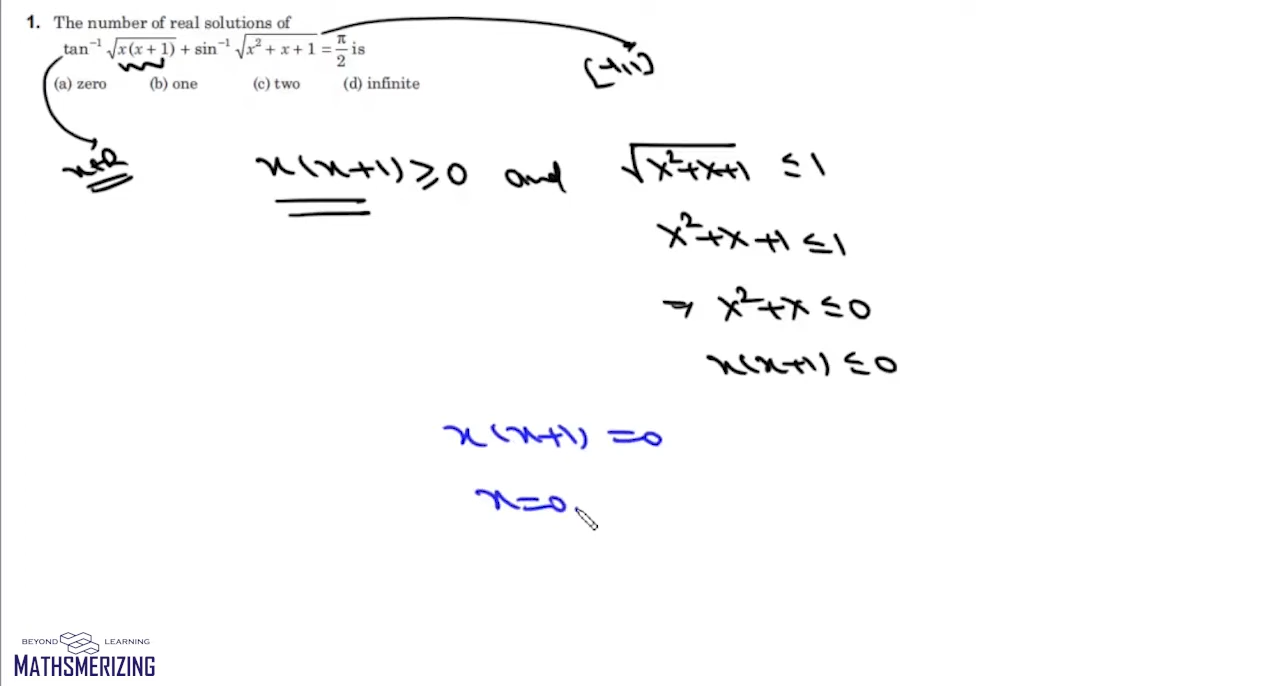 1. The number of real solutions of
tan⁻¹ √x(x + 1) + sin⁻¹ √x² + x + 1 = π/2 is
(a) zero (b) one (c) two (d) infinite
[-1,1]
x(x+1) ≥ 0 and √x²+x+1 ≤ 1
x²+x+1 ≤ 1
⇒ x²+x ≤ 0
x(x+1) ≤ 0
x(x+1) = 0
x=0,
BEYOND LEARNING
MATHSMERIZING